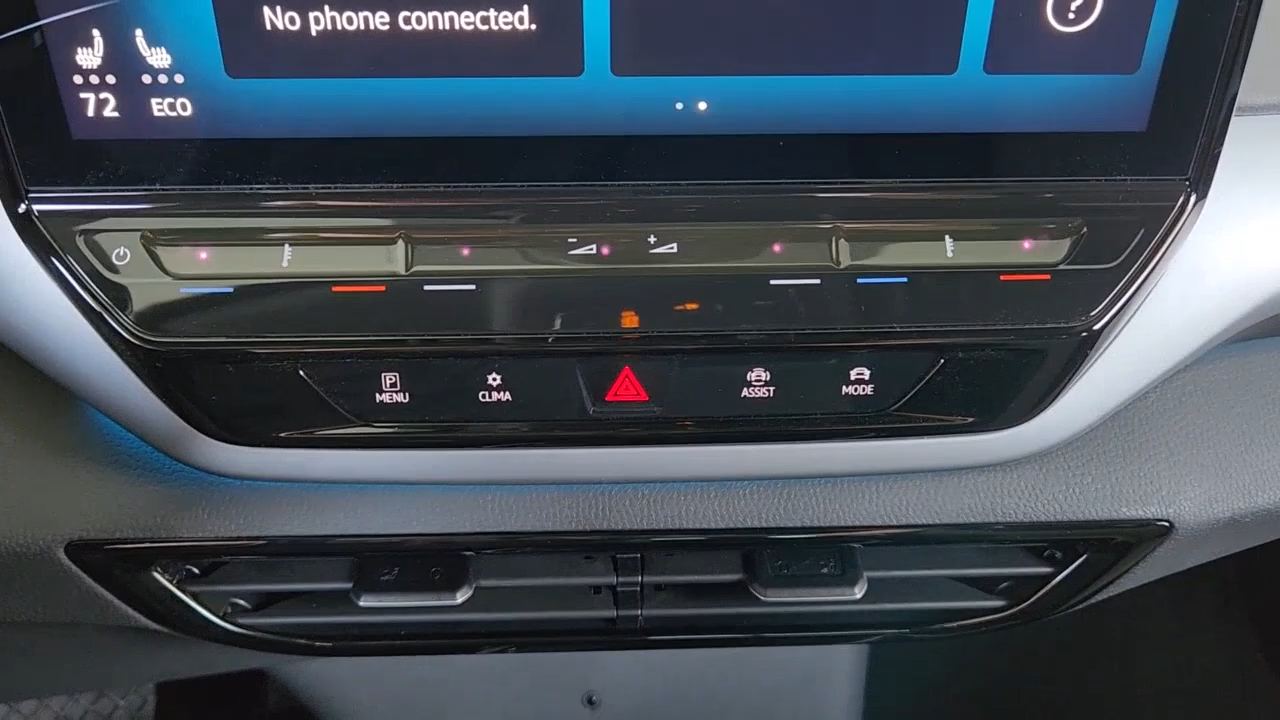 No phone connected.
?
72 ECO
- +
P
MENU
CLIMA
ASSIST
MODE